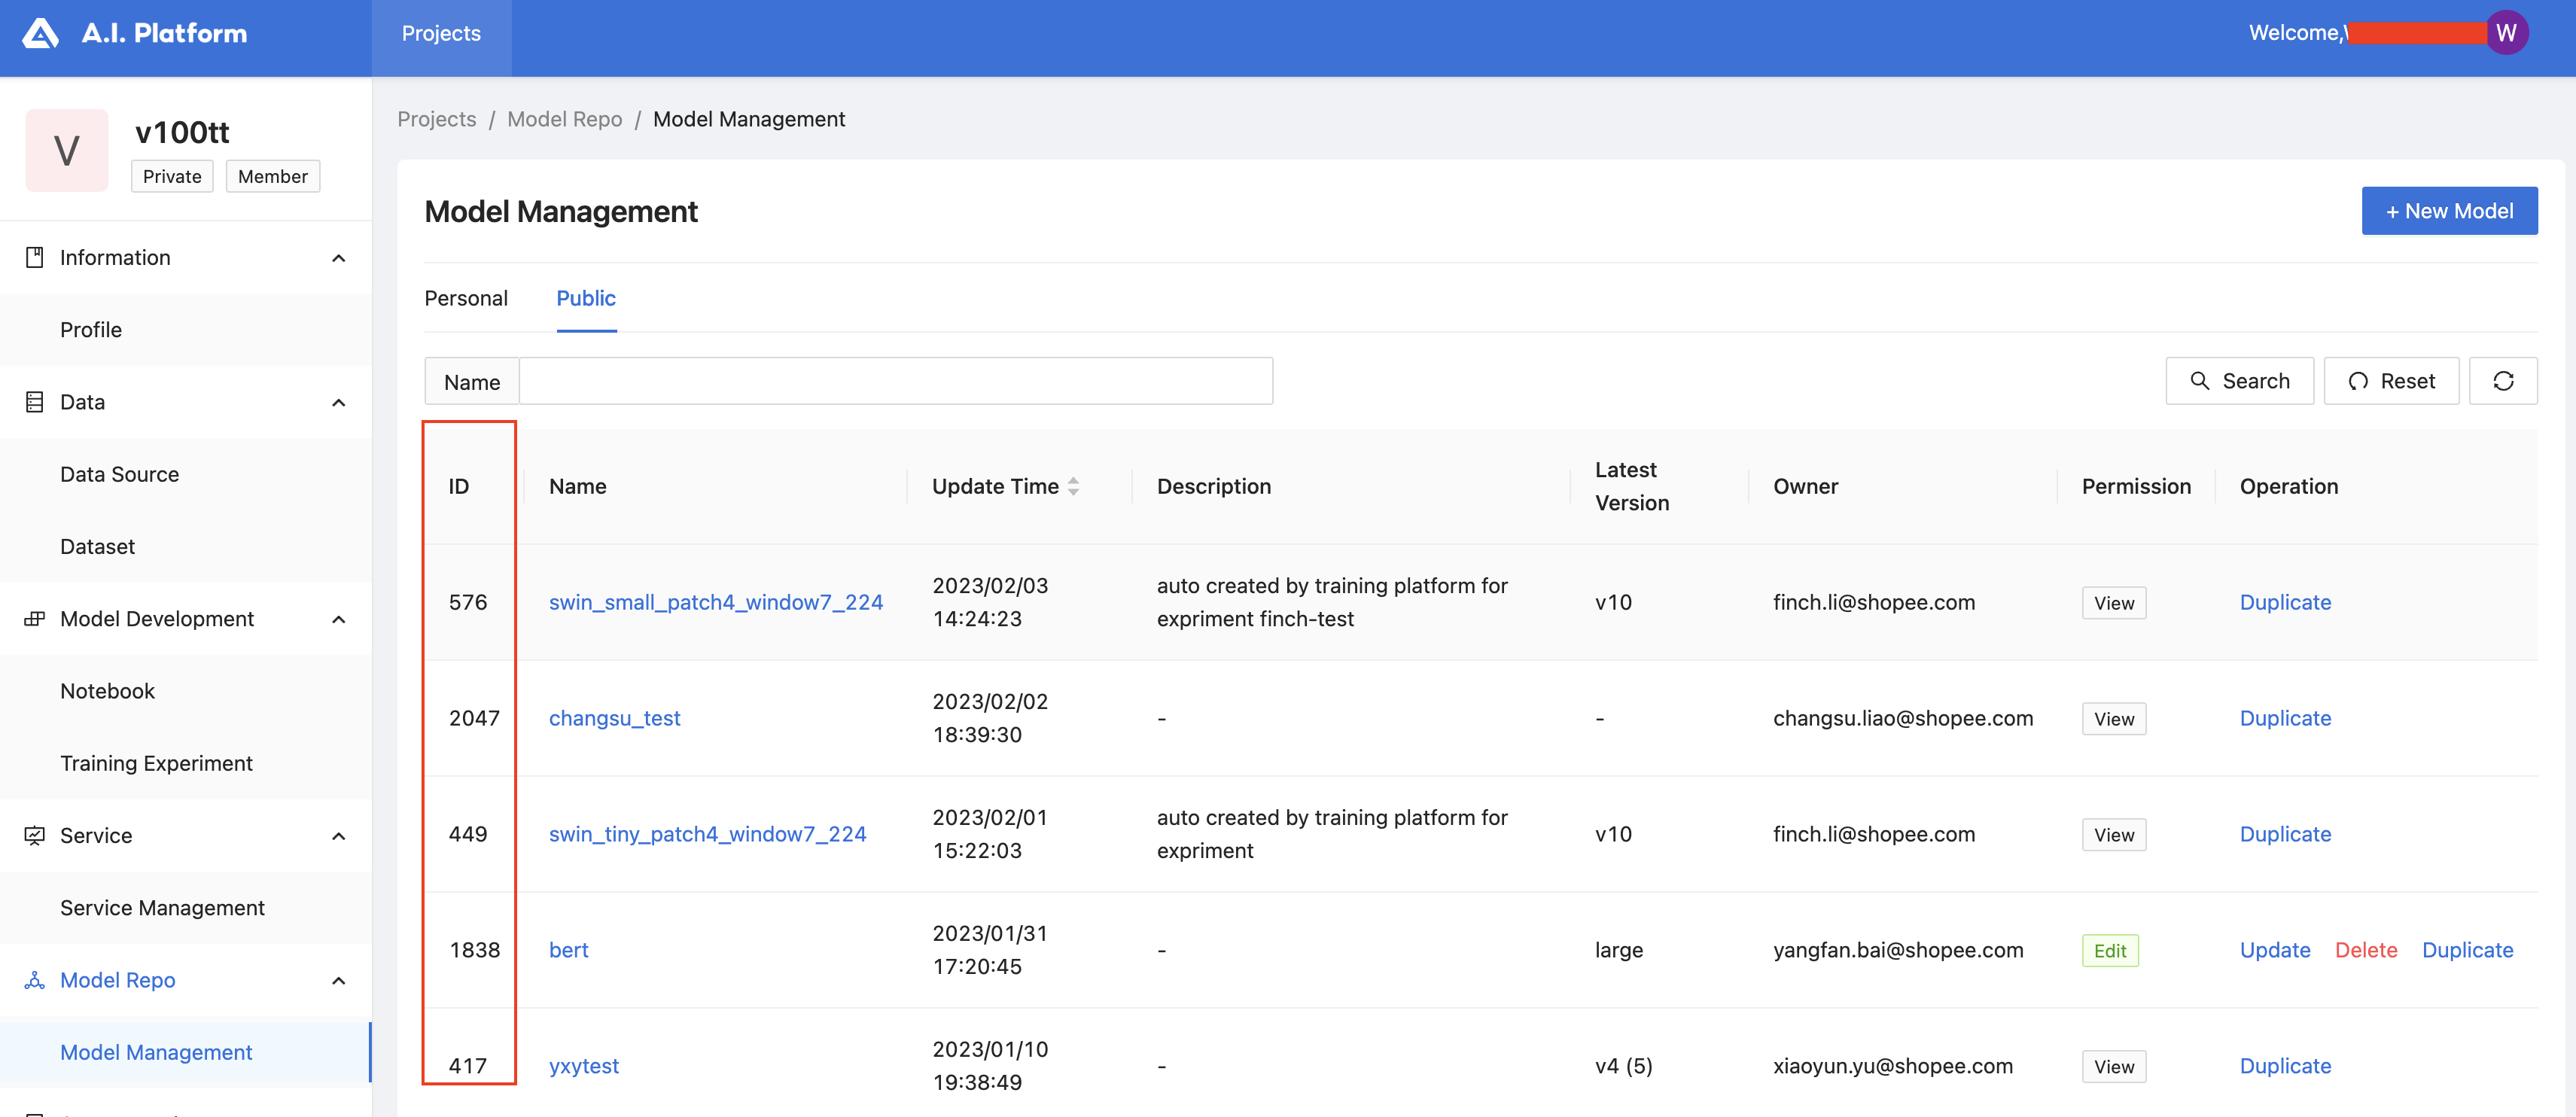 A.I. Platform
Projects
Welcome,
W
V
v100tt
Private
Member
Information
Profile
Data
Data Source
Dataset
Model Development
Notebook
Training Experiment
Service
Service Management
Model Repo
Model Management
Projects / Model Repo / Model Management
Model Management
+ New Model
Personal
Public
Name
Search
Reset
ID
Name
Update Time
Description
Latest
Version
Owner
Permission
Operation
576
swin_small_patch4_window7_224
2023/02/03
14:24:23
auto created by training platform for
expriment finch-test
v10
finch.li@shopee.com
View
Duplicate
2047
changsu_test
2023/02/02
18:39:30
-
-
changsu.liao@shopee.com
View
Duplicate
449
swin_tiny_patch4_window7_224
2023/02/01
15:22:03
auto created by training platform for
expriment
v10
finch.li@shopee.com
View
Duplicate
1838
bert
2023/01/31
17:20:45
-
large
yangfan.bai@shopee.com
Edit
Update
Delete
Duplicate
417
yxytest
2023/01/10
19:38:49
-
v4 (5)
xiaoyun.yu@shopee.com
View
Duplicate